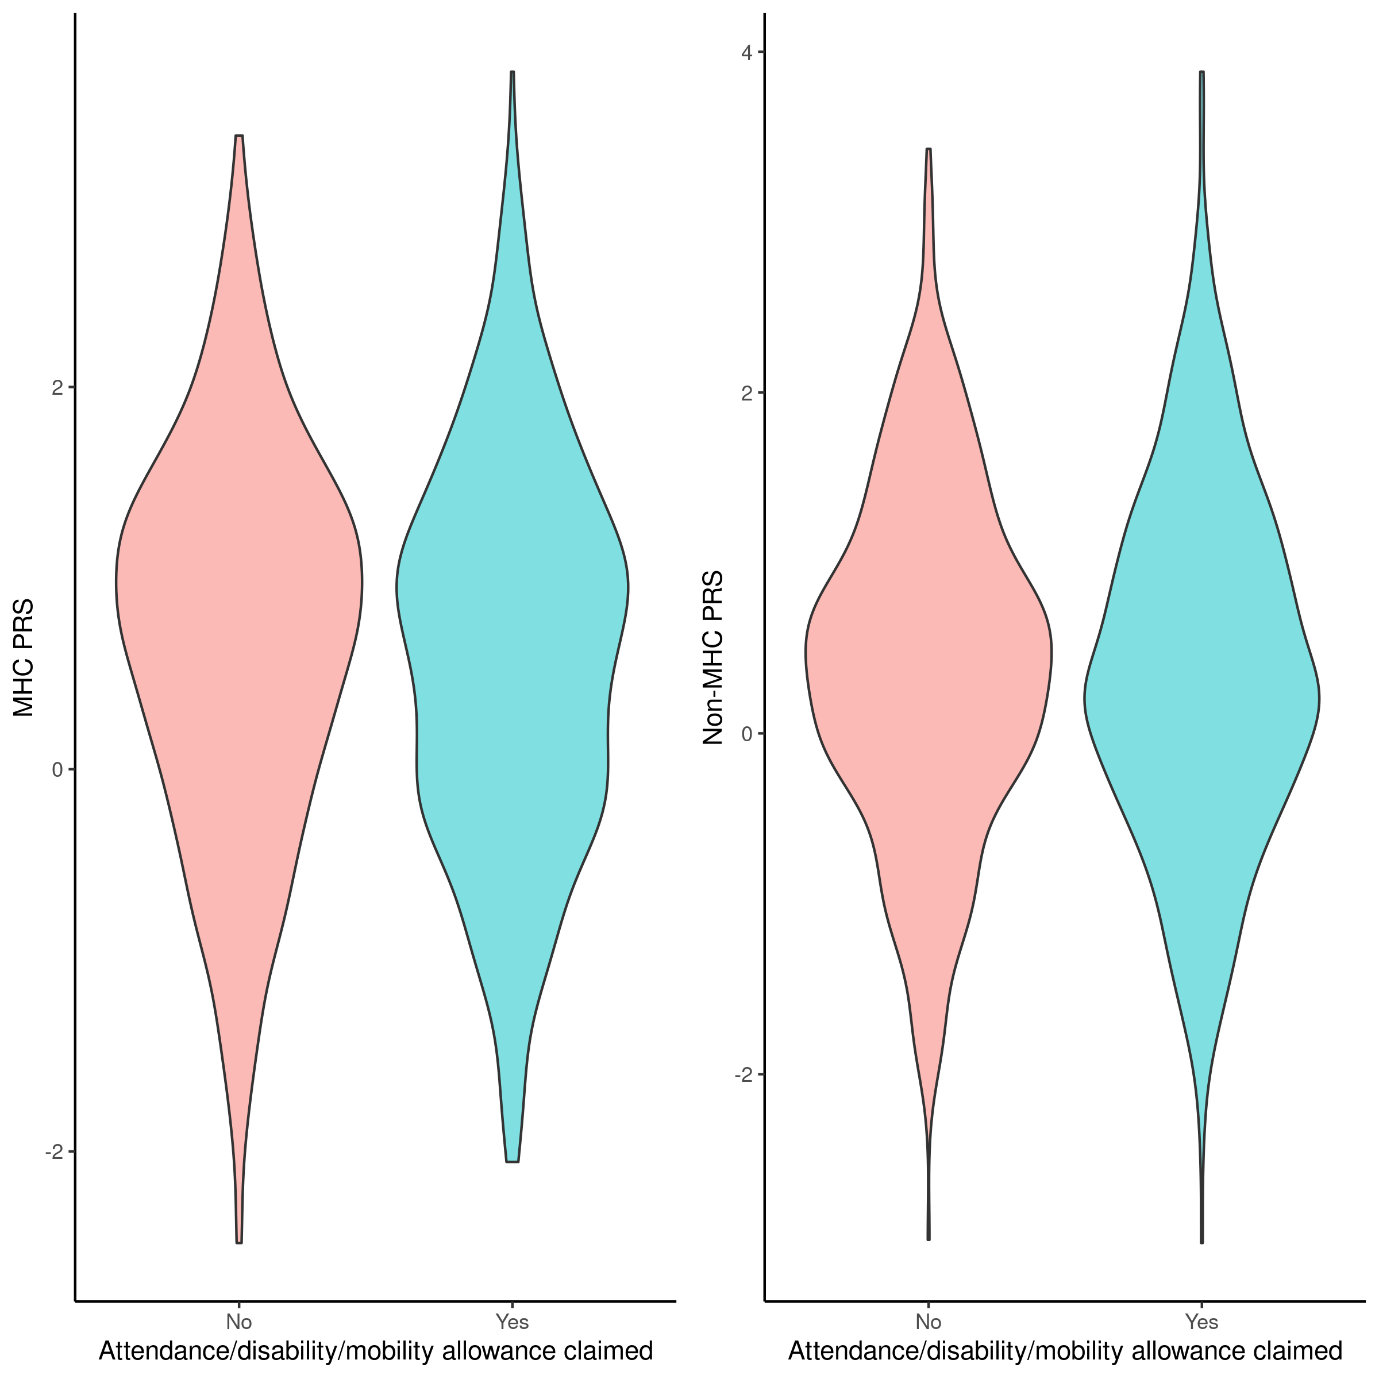 MHC PRS
2
0
-2
No
Yes
Attendance/disability/mobility allowance claimed
Non-MHC PRS
4
2
0
-2
No
Yes
Attendance/disability/mobility allowance claimed